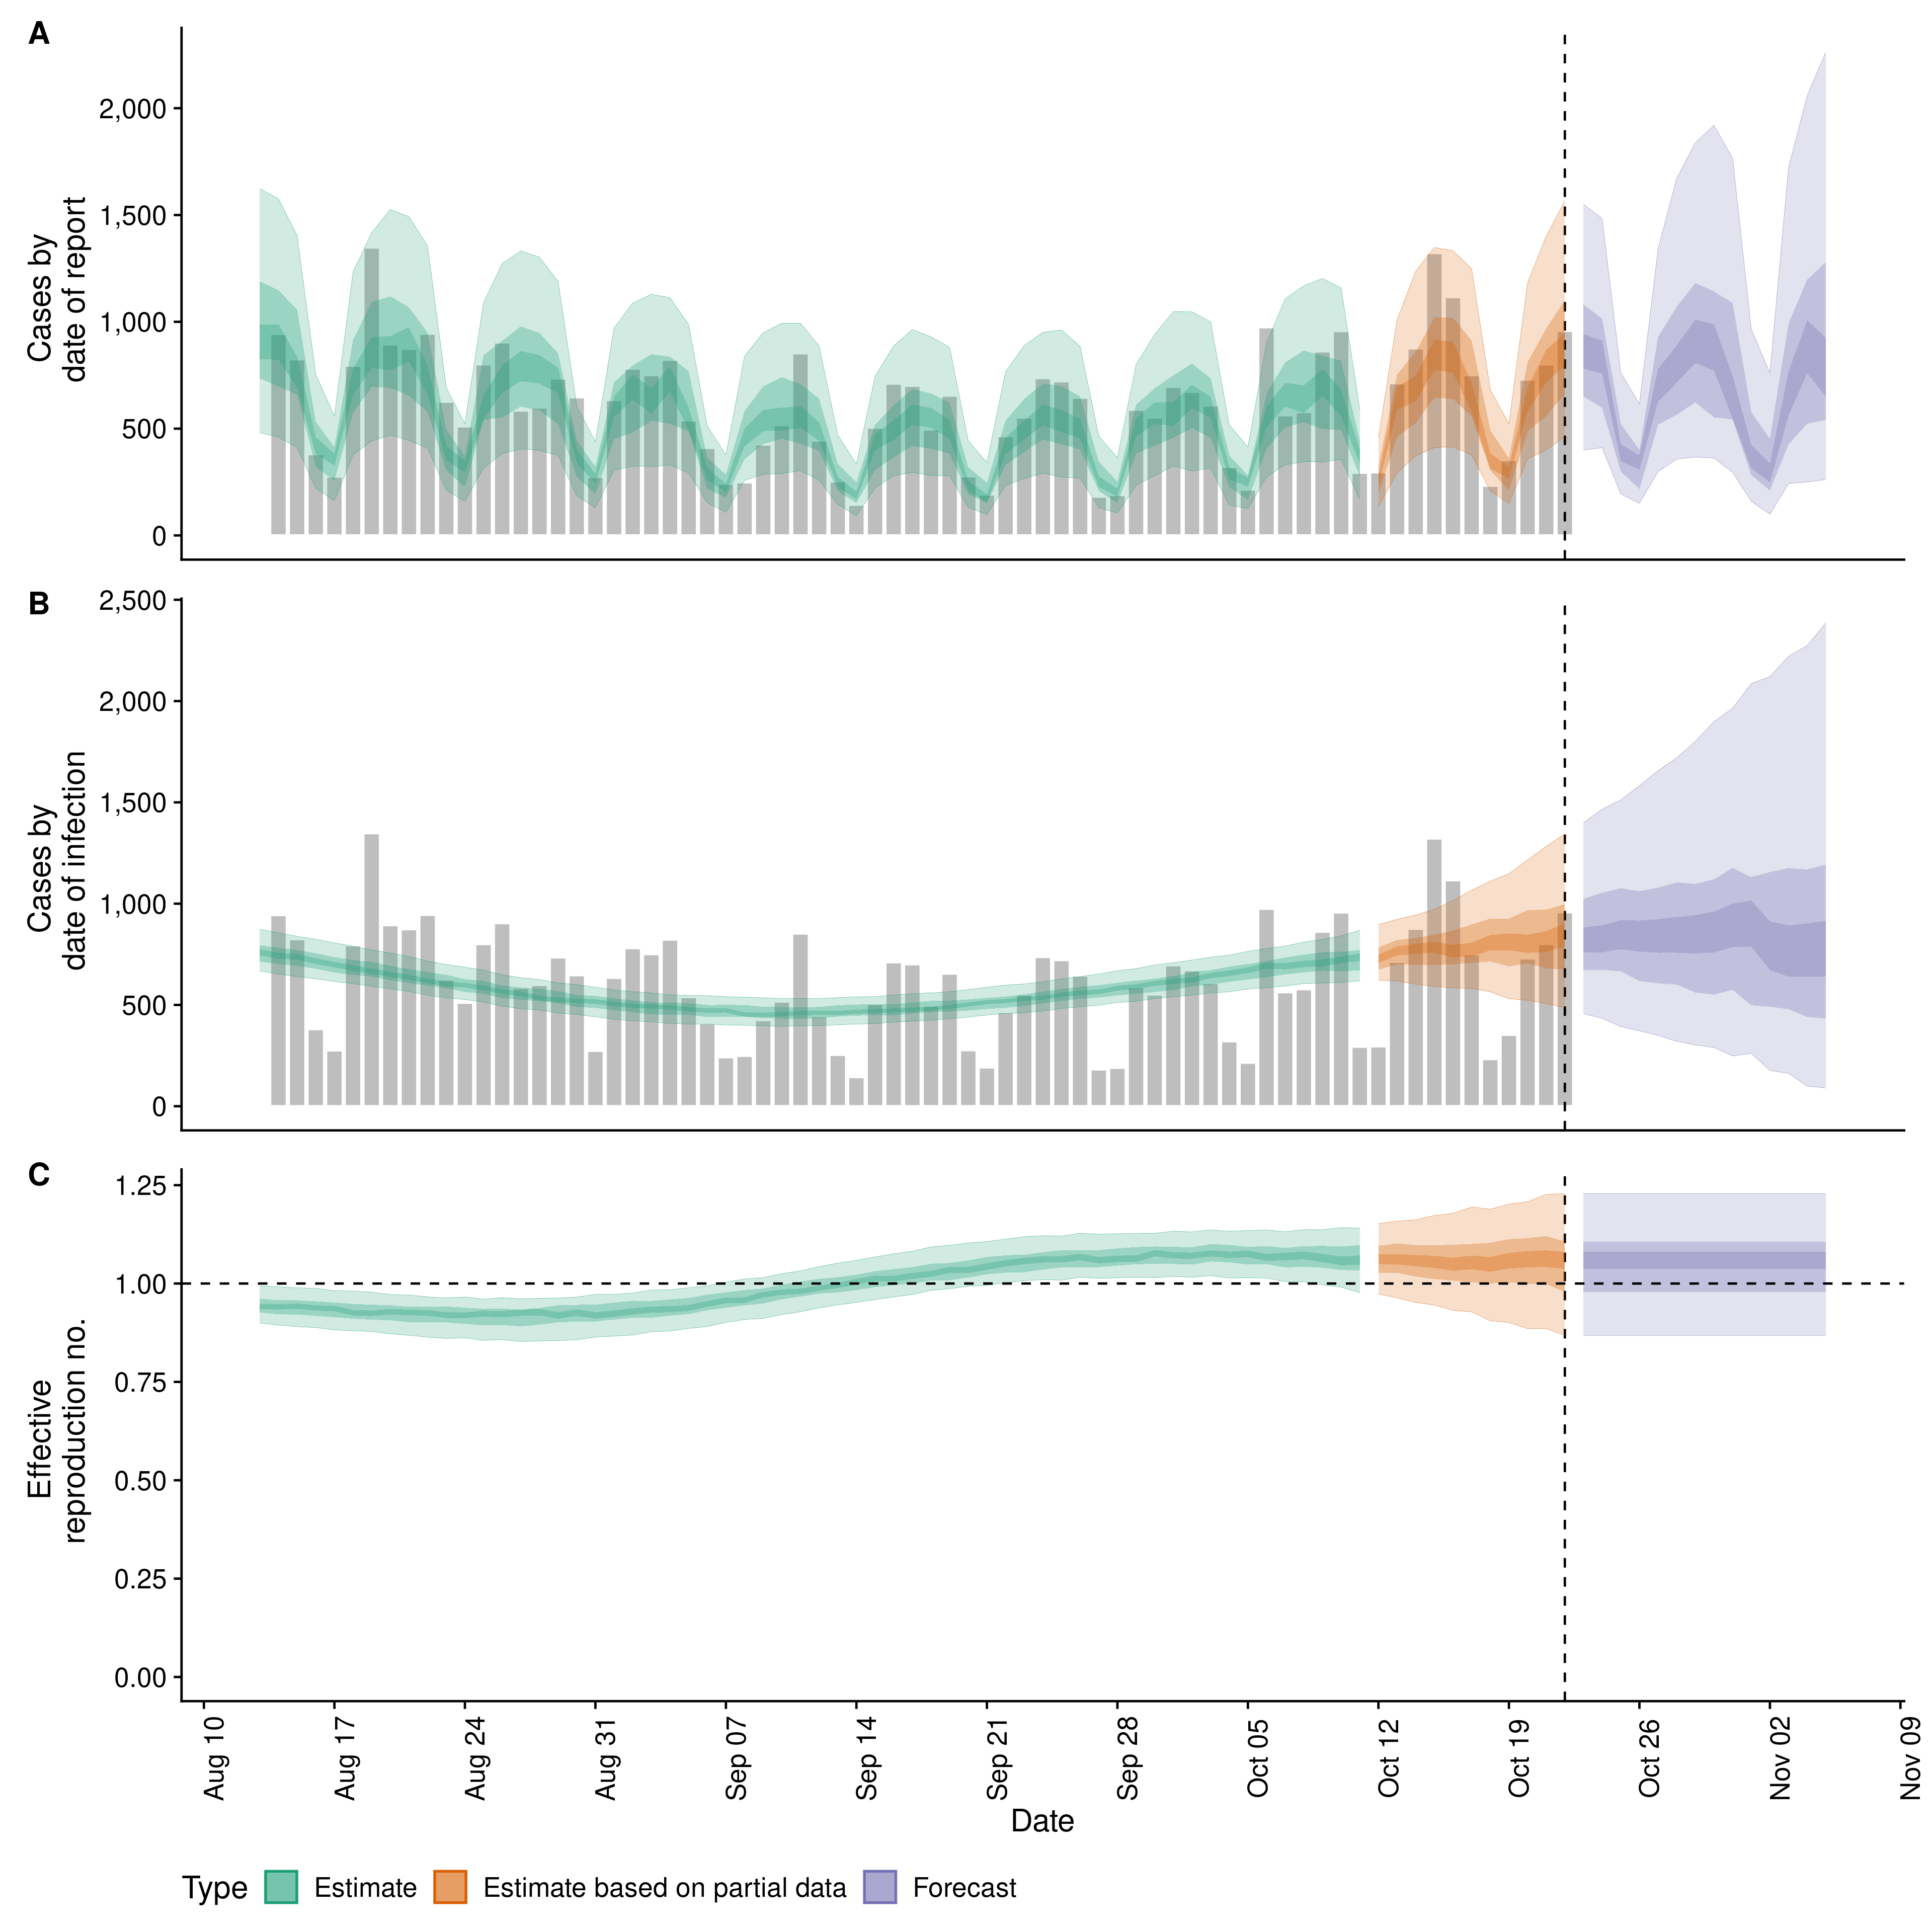 A
Cases by
date of report
2,000
1,500
1,000
500
0
B
Cases by
date of infection
2,500
2,000
1,500
1,000
500
0
C
Effective
reproduction no.
1.25
1.00
0.75
0.50
0.25
0.00
Aug 10
Aug 17
Aug 24
Aug 31
Sep 07
Sep 14
Sep 21
Sep 28
Oct 05
Oct 12
Oct 19
Oct 26
Nov 02
Nov 09
Date
Type Estimate Estimate based on partial data Forecast